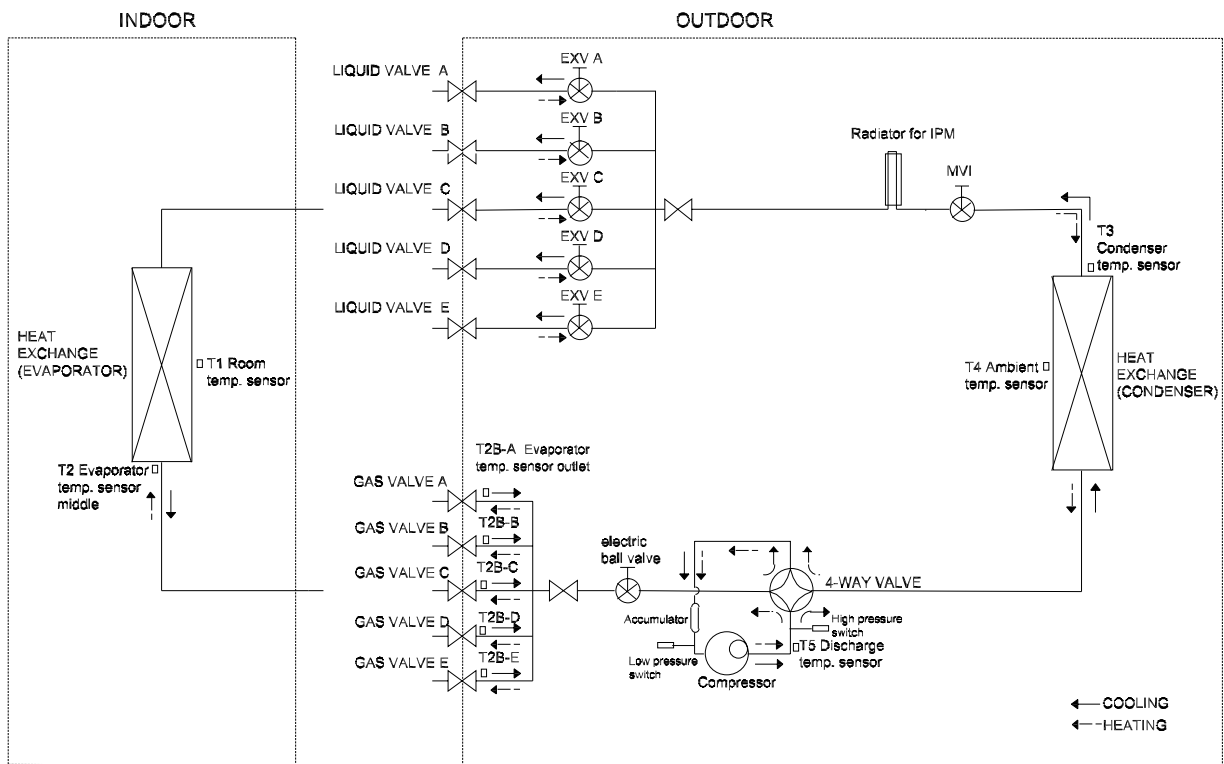 INDOOR
OUTDOOR
LIQUID VALVE A
EXV A
LIQUID VALVE B
EXV B
LIQUID VALVE C
EXV C
LIQUID VALVE D
EXV D
LIQUID VALVE E
EXV E
Radiator for IPM
MVI
T3
Condenser
temp. sensor
HEAT
EXCHANGE
(EVAPORATOR)
T1 Room
temp. sensor
T4 Ambient
temp. sensor
HEAT
EXCHANGE
(CONDENSER)
T2 Evaporator
temp. sensor
middle
T2B-A Evaporator
temp. sensor outlet
GAS VALVE A
GAS VALVE B
T2B-B
GAS VALVE C
T2B-C
GAS VALVE D
T2B-D
GAS VALVE E
T2B-E
electric
ball valve
4-WAY VALVE
Accumulator
High pressure
switch
Low pressure
switch
T5 Discharge
temp. sensor
Compressor
COOLING
HEATING